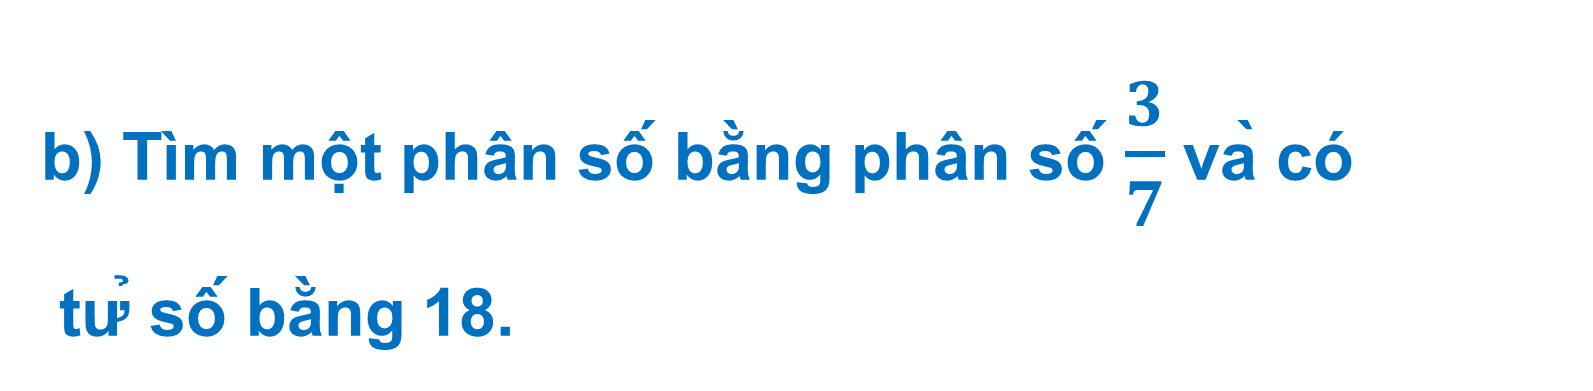 b) Tìm một phân số bằng phân số 3/7 và có
tử số bằng 18.